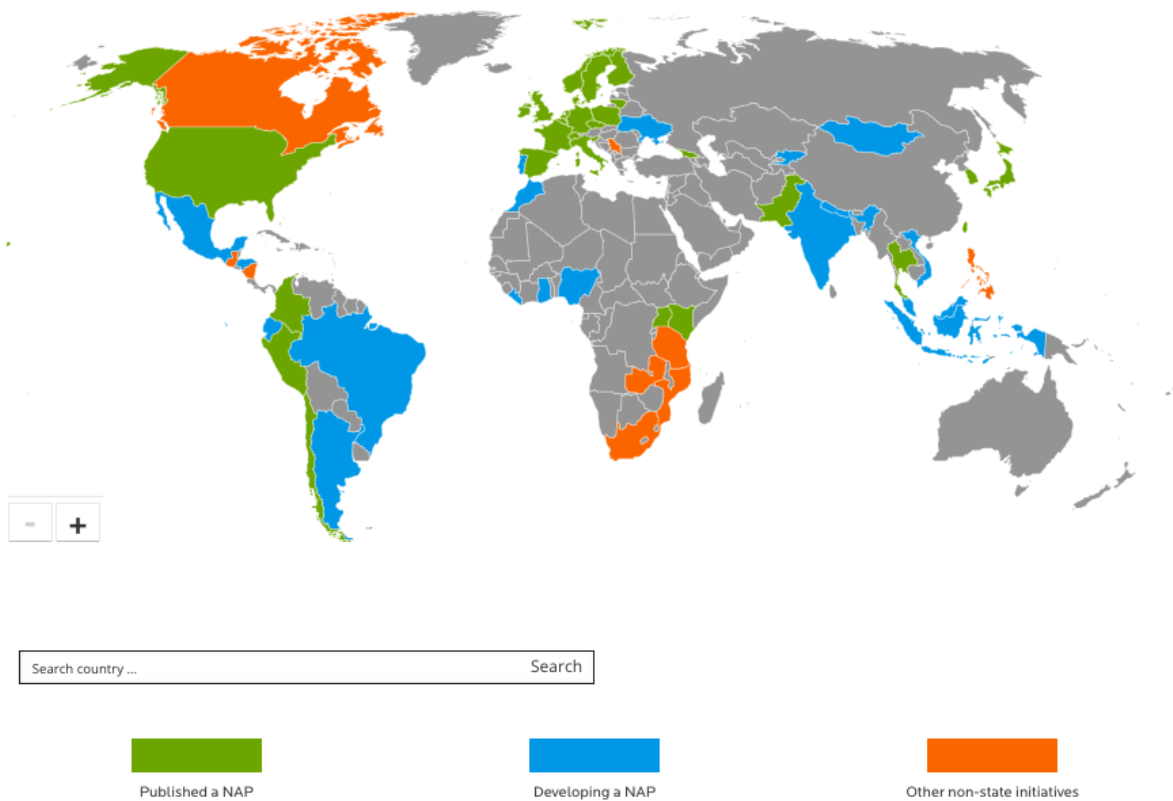 -
+
Search country ...
Search
Published a NAP
Developing a NAP
Other non-state initiatives